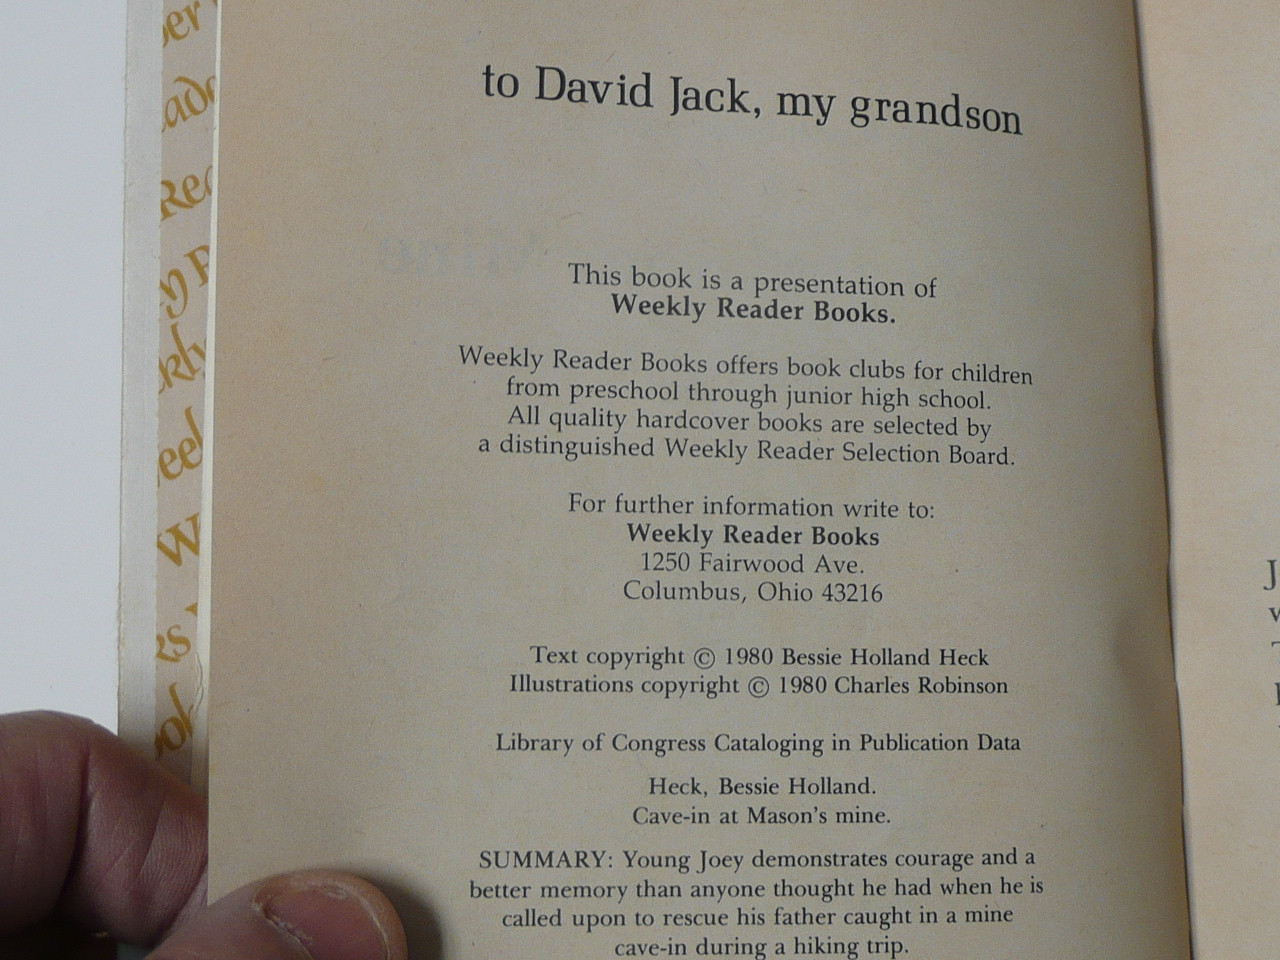 to David Jack, my grandson
This book is a presentation of
Weekly Reader Books.
Weekly Reader Books offers book clubs for children
from preschool through junior high school.
All quality hardcover books are selected by
a distinguished Weekly Reader Selection Board.
For further information write to:
Weekly Reader Books
1250 Fairwood Ave.
Columbus, Ohio 43216
Text copyright © 1980 Bessie Holland Heck
Illustrations copyright © 1980 Charles Robinson
Library of Congress Cataloging in Publication Data
Heck, Bessie Holland.
Cave-in at Mason's mine.
SUMMARY: Young Joey demonstrates courage and a
better memory than anyone thought he had when he is
called upon to rescue his father caught in a mine
cave-in during a hiking trip.